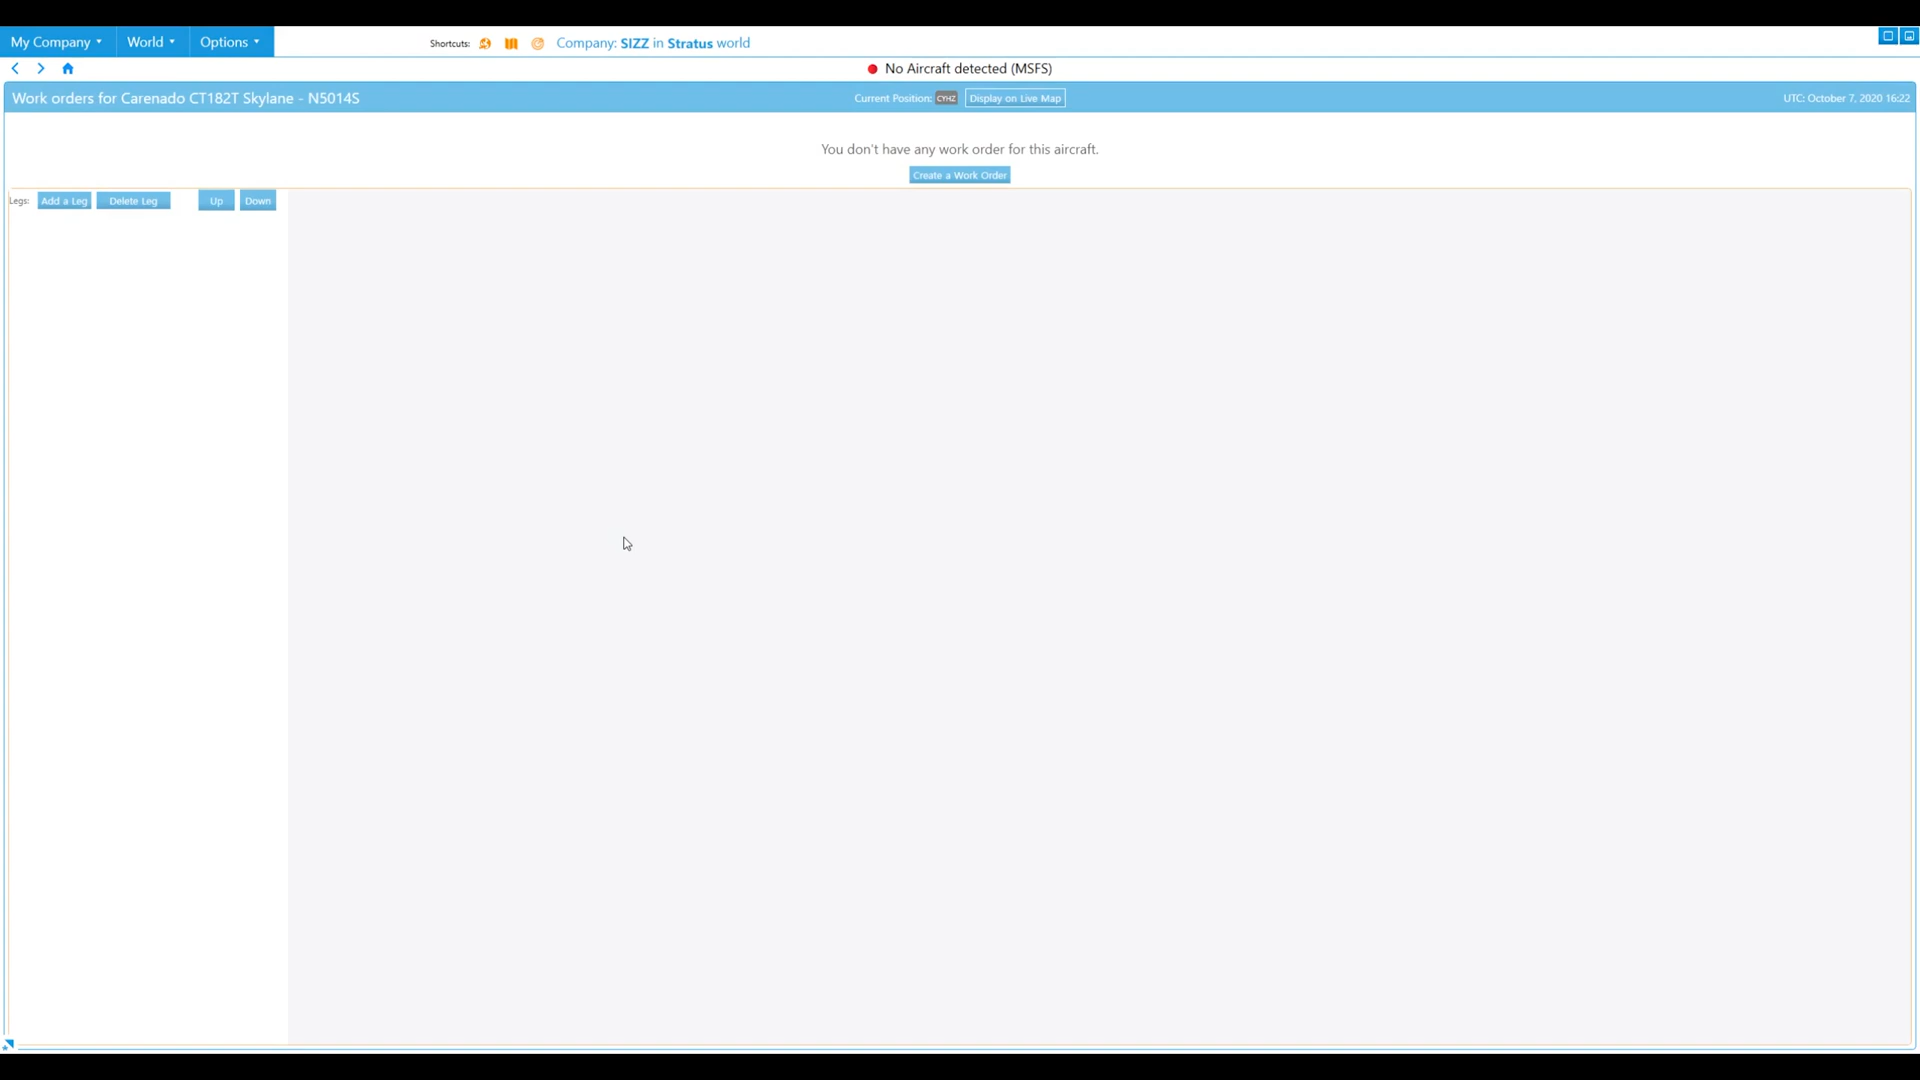 My Company World Options Shortcuts: Company: SIZZ in Stratus world
No Aircraft detected (MSFS)
Work orders for Carenado CT182T Skylane - N5014S Current Position: CYHZ Display on Live Map UTC: October 7, 2020 16:22
You don't have any work order for this aircraft.
Create a Work Order
Legs: Add a Leg Delete Leg Up Down